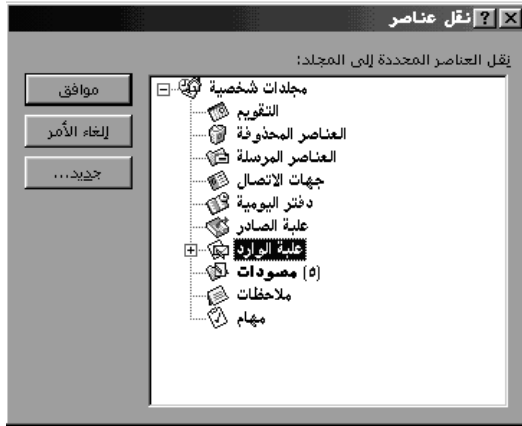 نقل عناصر
نقل العناصر المحددة إلى المجلد:
مجلدات شخصية
التقويم
العناصر المحذوفة
العناصر المرسلة
جهات الاتصال
دفتر اليومية
علبة الصادر
علبة الوارد
مسودات (٥)
ملاحظات
مهام
موافق
إلغاء الأمر
جديد...